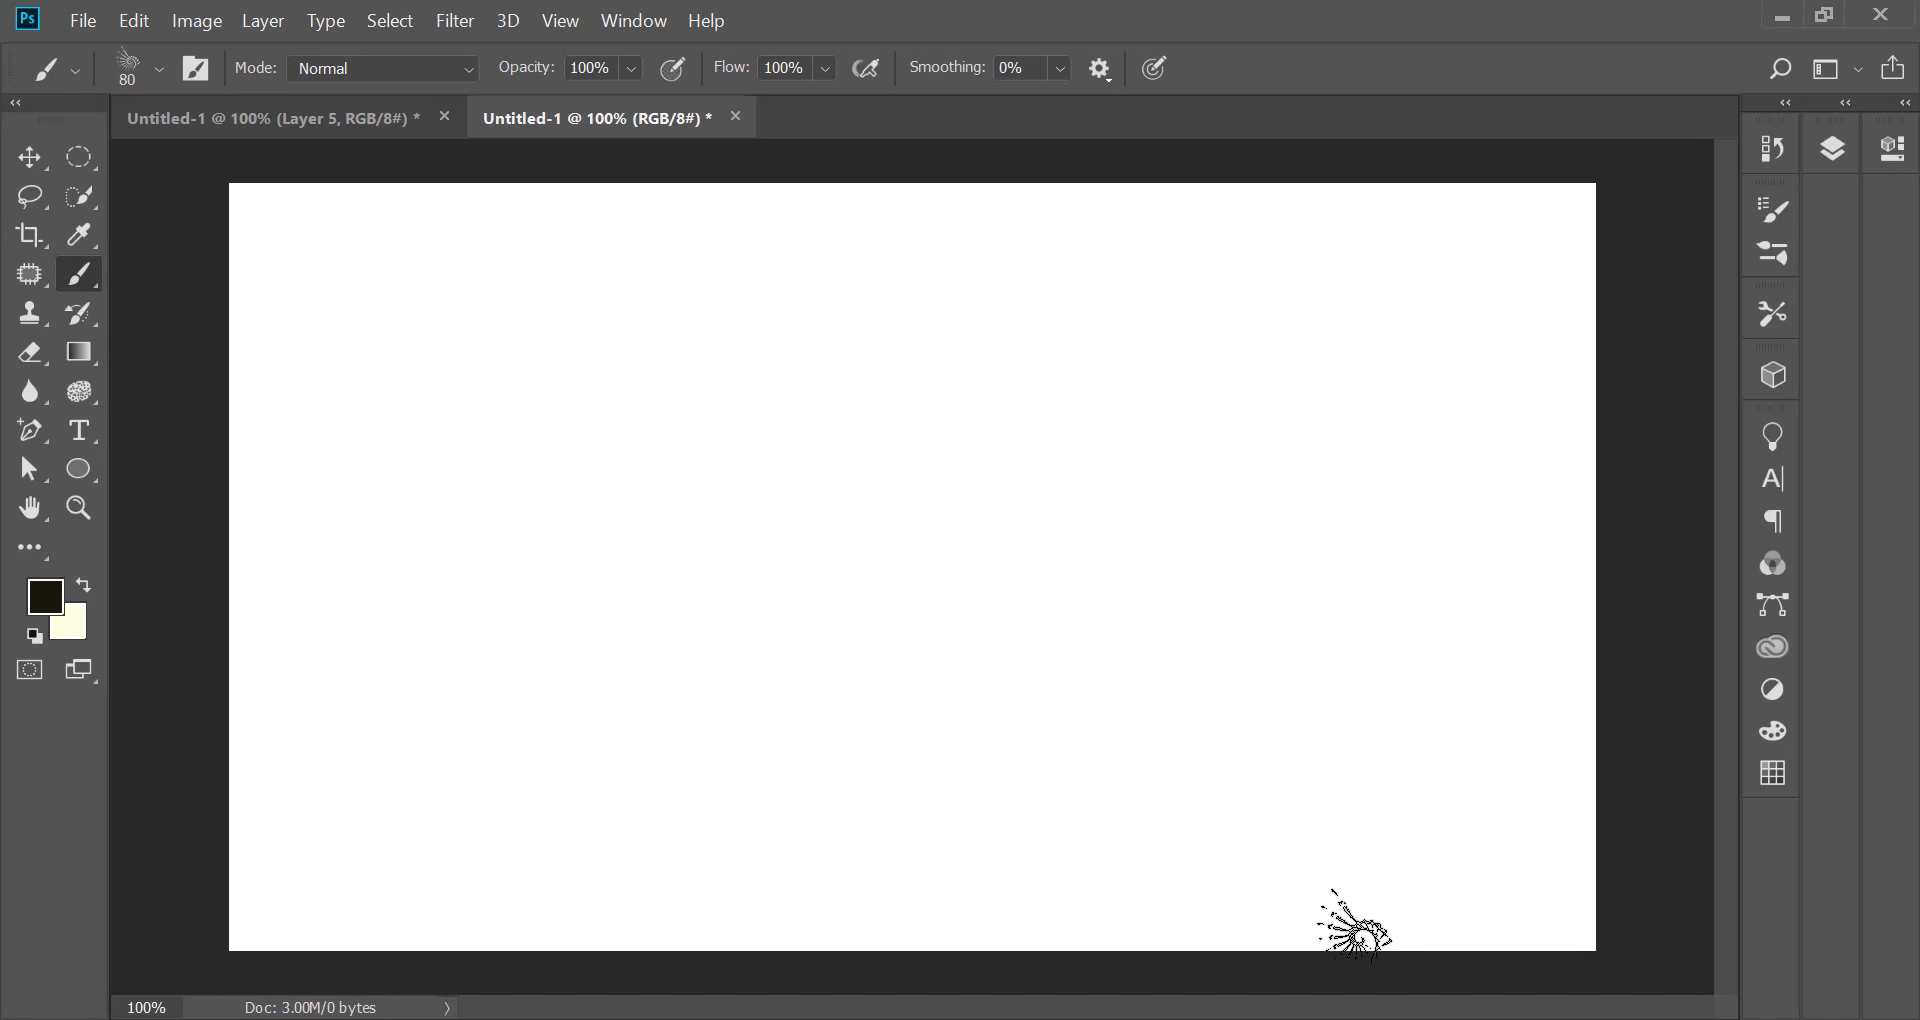 Ps File Edit Image Layer Type Select Filter 3D View Window Help
80 Mode: Normal Opacity: 100% Flow: 100% Smoothing: 0%
Untitled-1 @ 100% (Layer 5, RGB/8#) * Untitled-1 @ 100% (RGB/8#) *
100% Doc: 3.00M/0 bytes